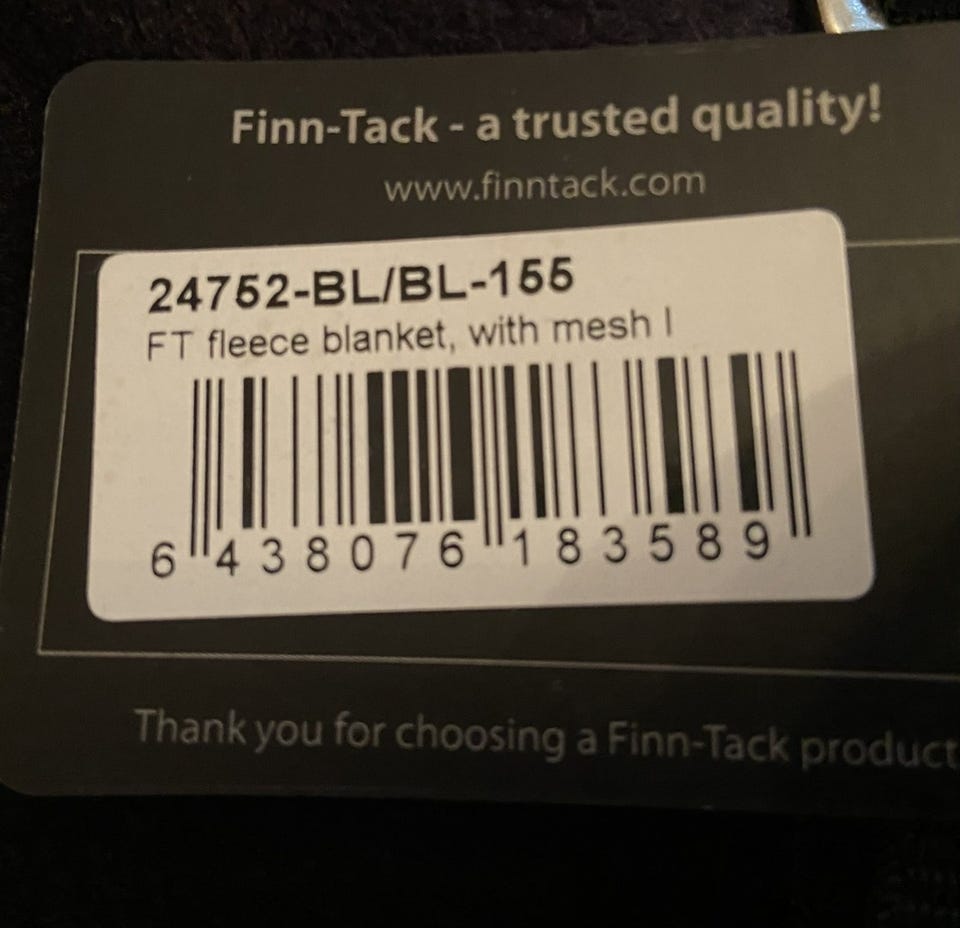 Finn-Tack - a trusted quality!
www.finntack.com
24752-BL/BL-155
FT fleece blanket, with mesh l
6 438076 183589
Thank you for choosing a Finn-Tack product